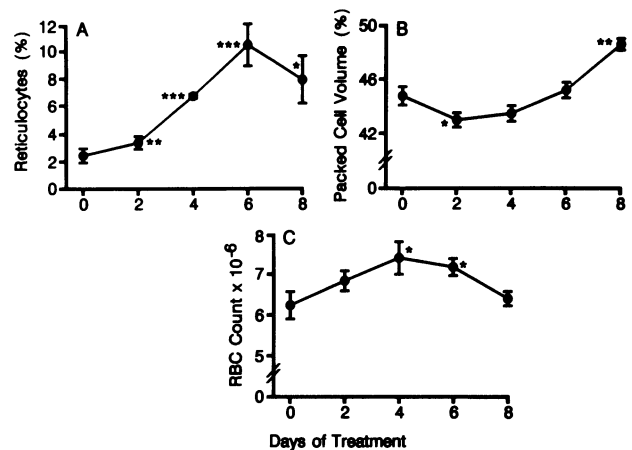 A
Reticulocytes (%)
12
10
8
6
4
2
0
***
***
*
**
0 2 4 6 8
B
Packed Cell Volume (%)
50
46
42
0
**
*
0 2 4 6 8
C
RBC Count x 10⁻⁶
8
7
6
5
0
*
*
0 2 4 6 8
Days of Treatment